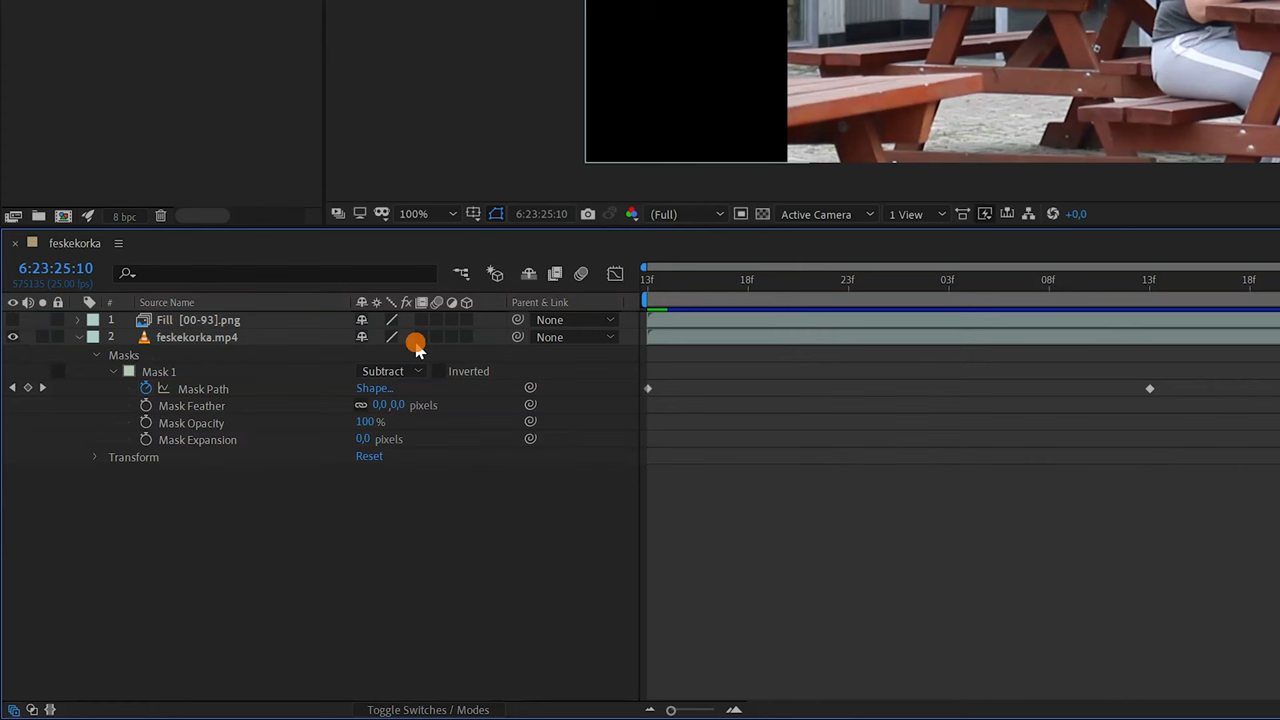 8 bpc
100%
6:23:25:10
(Full)
Active Camera
1 View
+0,0
× feskekorka
6:23:25:10
575135 (25.00 fps)
13f 18f 23f 03f 08f 13f 18f
# Source Name fx Parent & Link
1 Fill [00-93].png None
2 feskekorka.mp4 None
Masks
Mask 1 Subtract Inverted
Mask Path Shape...
Mask Feather 0,0,0,0 pixels
Mask Opacity 100 %
Mask Expansion 0,0 pixels
Transform Reset
Toggle Switches / Modes